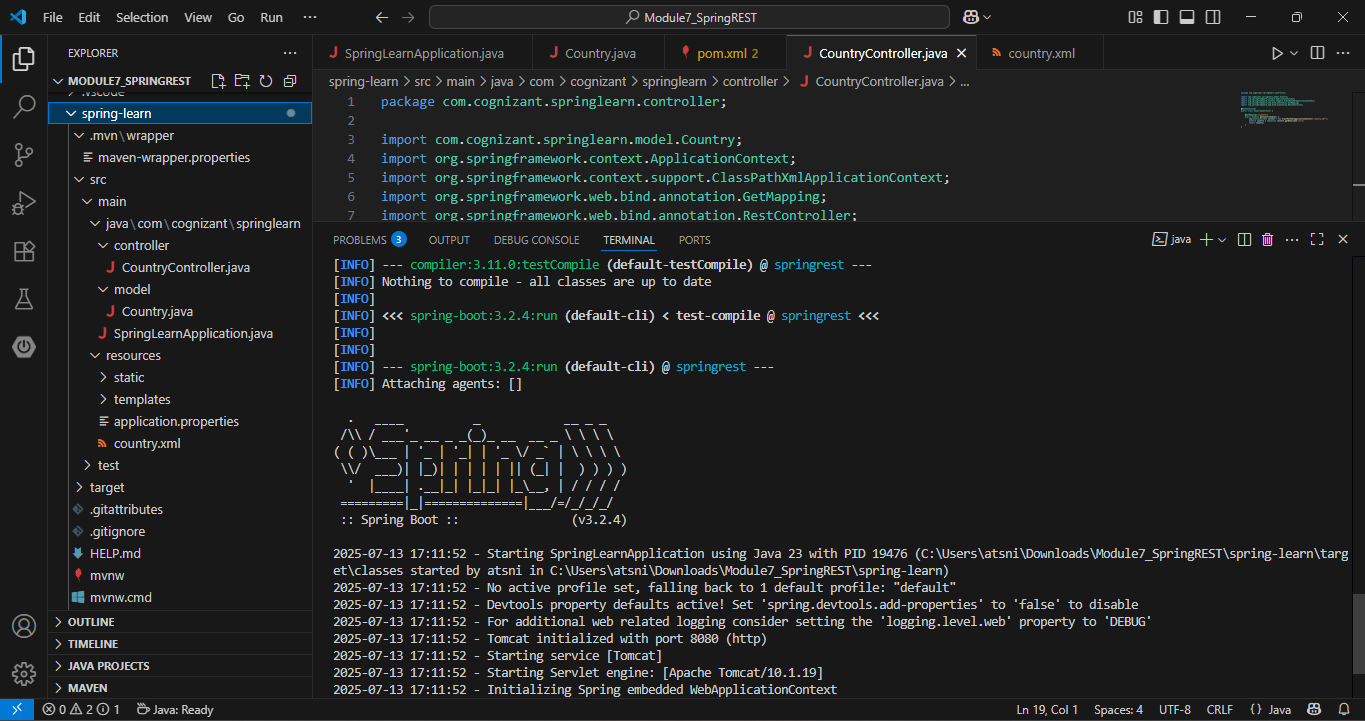 File Edit Selection View Go Run ··· Module7_SpringREST
EXPLORER ···
MODULE7_SPRINGREST
.vscode
spring-learn
.mvn\wrapper
maven-wrapper.properties
src
main
java\com\cognizant\springlearn
controller
CountryController.java
model
Country.java
SpringLearnApplication.java
resources
static
templates
application.properties
country.xml
test
target
.gitattributes
.gitignore
HELP.md
mvnw
mvnw.cmd
OUTLINE
TIMELINE
JAVA PROJECTS
MAVEN
SpringLearnApplication.java Country.java pom.xml 2 CountryController.java country.xml
spring-learn > src > main > java > com > cognizant > springlearn > controller > CountryController.java > ...
1 package com.cognizant.springlearn.controller;
2
3 import com.cognizant.springlearn.model.Country;
4 import org.springframework.context.ApplicationContext;
5 import org.springframework.context.support.ClassPathXmlApplicationContext;
6 import org.springframework.web.bind.annotation.GetMapping;
7 import org.springframework.web.bind.annotation.RestController;
PROBLEMS 3 OUTPUT DEBUG CONSOLE TERMINAL PORTS java
[INFO] --- compiler:3.11.0:testCompile (default-testCompile) @ springrest ---
[INFO] Nothing to compile - all classes are up to date
[INFO]
[INFO] <<< spring-boot:3.2.4:run (default-cli) < test-compile @ springrest <<<
[INFO]
[INFO]
[INFO] --- spring-boot:3.2.4:run (default-cli) @ springrest ---
[INFO] Attaching agents: []
  .   ____          _            __ _ _
 /\\ / ___'_ __ _ _(_)_ __  __ _ \ \ \ \
( ( )\___ | '_ | '_| | '_ \/ _` | \ \ \ \
 \\/  ___)| |_)| | | | | || (_| |  ) ) ) )
  '  |____| .__|_| |_|_| |_\__, | / / / /
 =========|_|==============|___/=/_/_/_/
 :: Spring Boot ::                (v3.2.4)
2025-07-13 17:11:52 - Starting SpringLearnApplication using Java 23 with PID 19476 (C:\Users\atsni\Downloads\Module7_SpringREST\spring-learn\targ
et\classes started by atsni in C:\Users\atsni\Downloads\Module7_SpringREST\spring-learn)
2025-07-13 17:11:52 - No active profile set, falling back to 1 default profile: "default"
2025-07-13 17:11:52 - Devtools property defaults active! Set 'spring.devtools.add-properties' to 'false' to disable
2025-07-13 17:11:52 - For additional web related logging consider setting the 'logging.level.web' property to 'DEBUG'
2025-07-13 17:11:52 - Tomcat initialized with port 8080 (http)
2025-07-13 17:11:52 - Starting service [Tomcat]
2025-07-13 17:11:52 - Starting Servlet engine: [Apache Tomcat/10.1.19]
2025-07-13 17:11:52 - Initializing Spring embedded WebApplicationContext
0 2 1 Java: Ready Ln 19, Col 1 Spaces: 4 UTF-8 CRLF {} Java